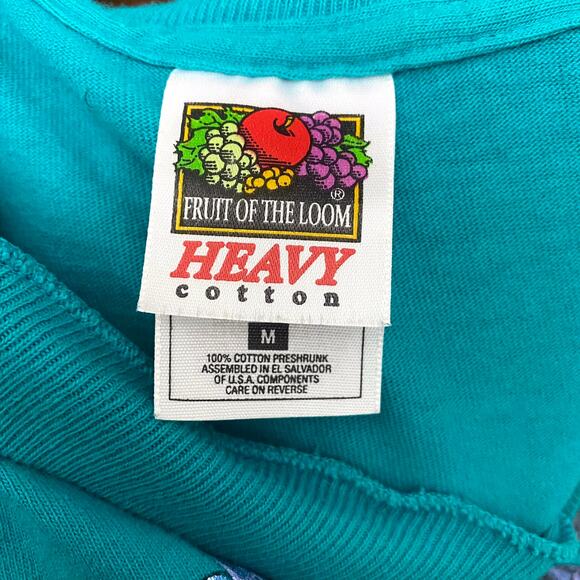 FRUIT OF THE LOOM
®
HEAVY
cotton
M
100% COTTON PRESHRUNK
ASSEMBLED IN EL SALVADOR
OF U.S.A. COMPONENTS
CARE ON REVERSE